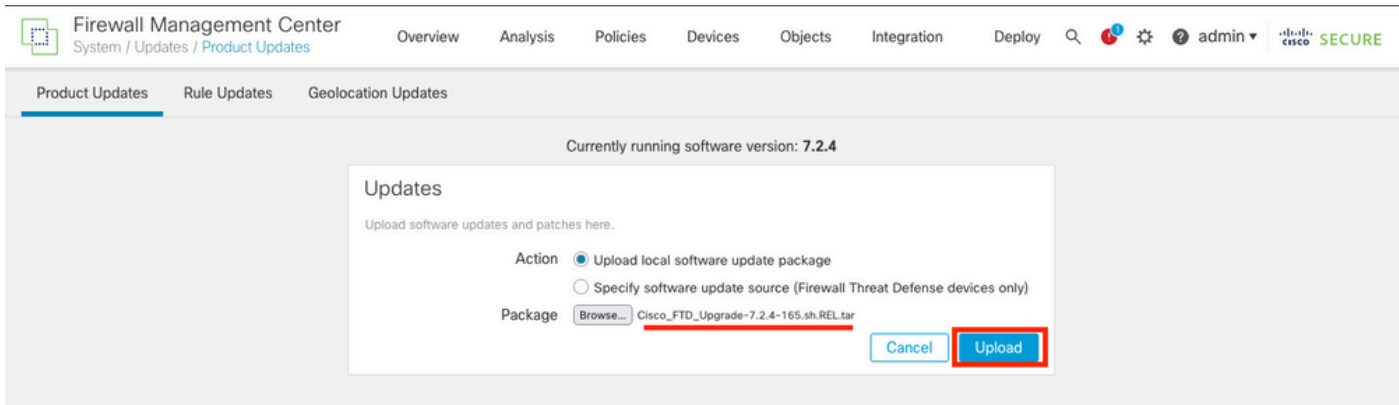 Firewall Management Center
System / Updates / Product Updates
Overview Analysis Policies Devices Objects Integration Deploy 1 ? admin cisco SECURE
Product Updates Rule Updates Geolocation Updates
Currently running software version: 7.2.4
Updates
Upload software updates and patches here.
Action Upload local software update package
Specify software update source (Firewall Threat Defense devices only)
Package Browse... Cisco_FTD_Upgrade-7.2.4-165.sh.REL.tar
Cancel Upload